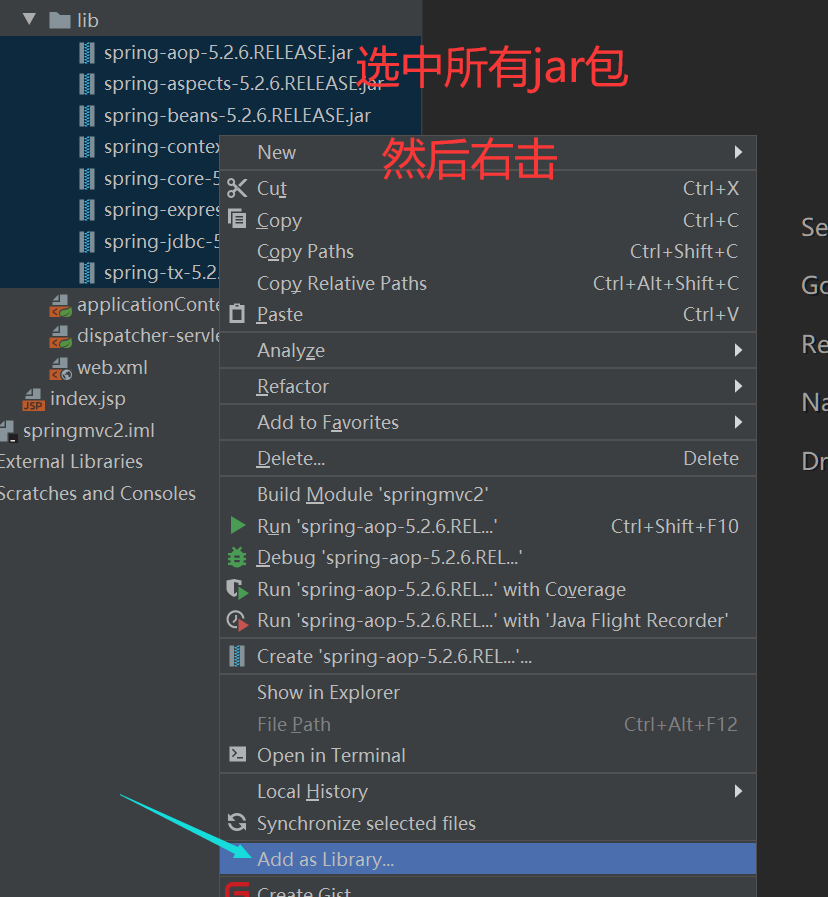 lib
spring-aop-5.2.6.RELEASE.jar
选中所有jar包
spring-aspects-5.2.6.RELEASE.jar
spring-beans-5.2.6.RELEASE.jar
spring-contex
spring-core-5
spring-expres
spring-jdbc-5
spring-tx-5.2.
applicationConte
dispatcher-servle
web.xml
index.jsp
JSP
springmvc2.iml
External Libraries
Scratches and Consoles
New
然后右击
Cut Ctrl+X
Copy Ctrl+C
Copy Paths Ctrl+Shift+C
Copy Relative Paths Ctrl+Alt+Shift+C
Paste Ctrl+V
Analyze
Refactor
Add to Favorites
Delete... Delete
Build Module 'springmvc2'
Run 'spring-aop-5.2.6.REL...' Ctrl+Shift+F10
Debug 'spring-aop-5.2.6.REL...'
Run 'spring-aop-5.2.6.REL...' with Coverage
Run 'spring-aop-5.2.6.REL...' with 'Java Flight Recorder'
Create 'spring-aop-5.2.6.REL...'...
Show in Explorer
File Path Ctrl+Alt+F12
Open in Terminal
Local History
Synchronize selected files
Add as Library...
Create Gist
Se
Go
Re
Na
Dr